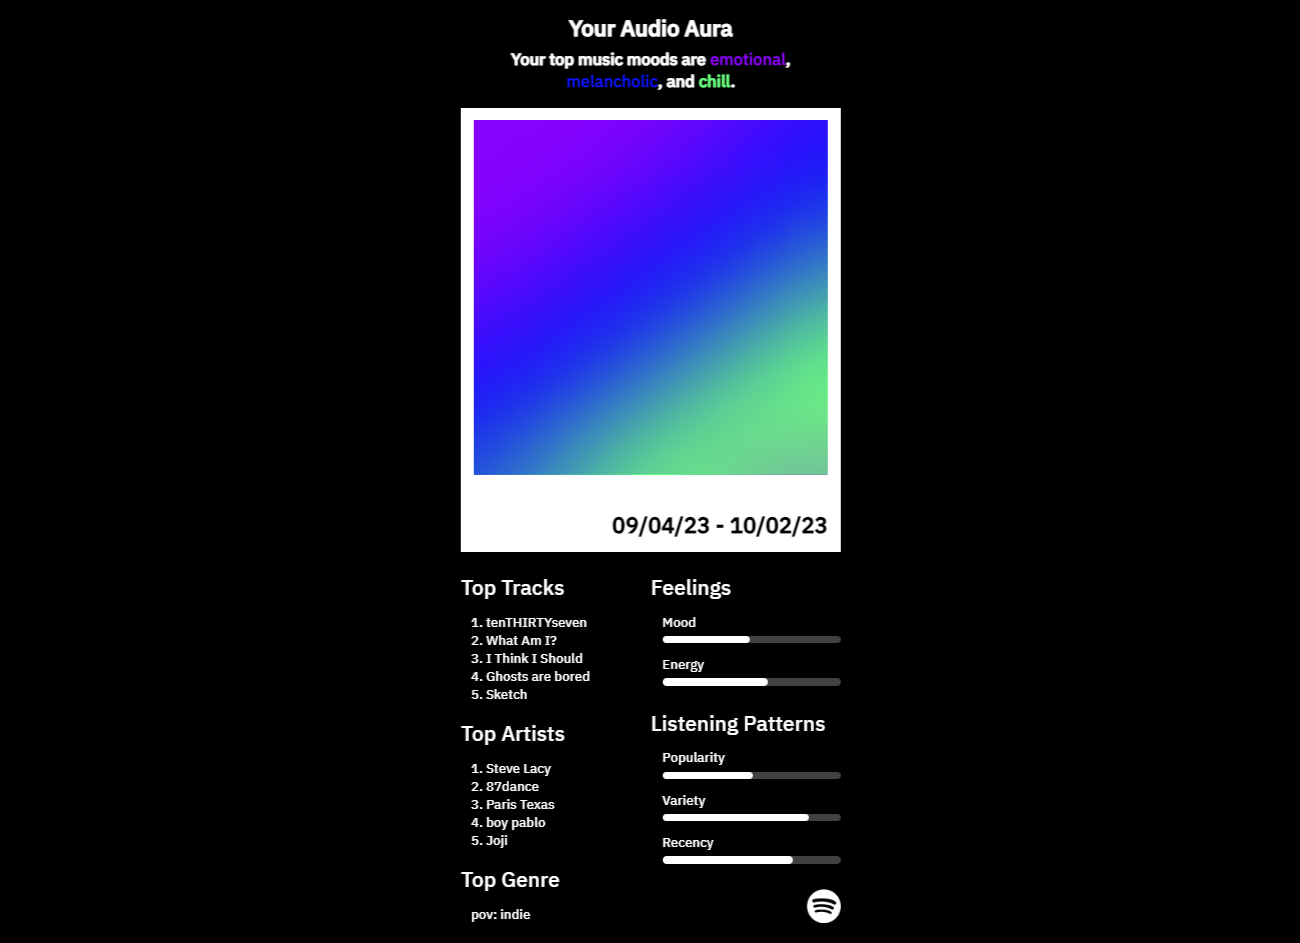 Your Audio Aura
Your top music moods are emotional,
melancholic, and chill.
09/04/23 - 10/02/23
Top Tracks
1. tenTHIRTYseven
2. What Am I?
3. I Think I Should
4. Ghosts are bored
5. Sketch
Top Artists
1. Steve Lacy
2. 87dance
3. Paris Texas
4. boy pablo
5. Joji
Top Genre
pov: indie
Feelings
Mood
Energy
Listening Patterns
Popularity
Variety
Recency